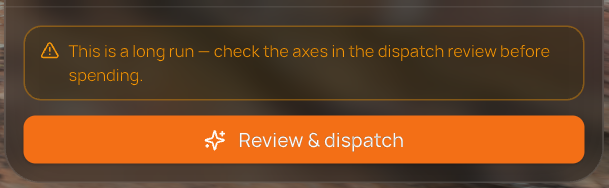 This is a long run — check the axes in the dispatch review before
spending.
Review & dispatch